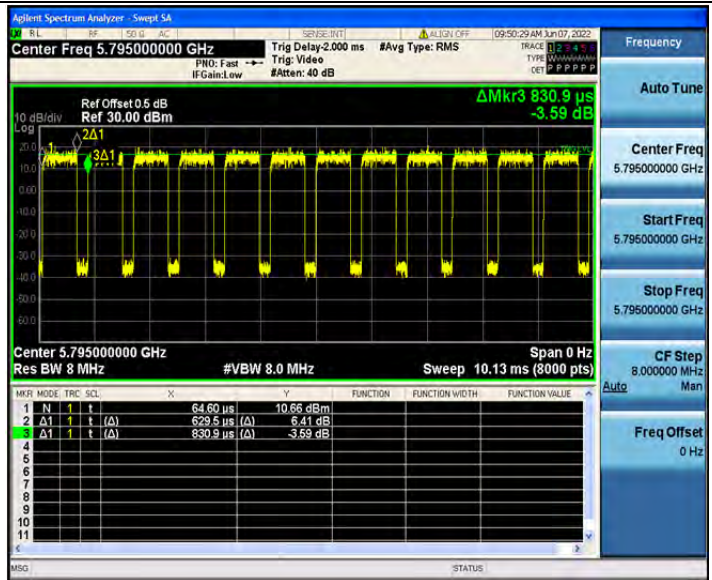 Agilent Spectrum Analyzer - Swept SA
RL RF 50 Ω AC SENSE:INT ALIGN OFF 09:50:29 AM Jun 07, 2022
Center Freq 5.795000000 GHz
PNO: Fast
IFGain:Low
Trig Delay-2.000 ms
Trig: Video
#Atten: 40 dB
#Avg Type: RMS
TRACE 1 2 3 4 5 6
TYPE W
DET P P P P P P
Ref Offset 0.5 dB
10 dB/div Ref 30.00 dBm
ΔMkr3 830.9 µs
-3.59 dB
Log
20.0
10.0
0.00
-10.0
-20.0
-30.0
-40.0
-50.0
-60.0
1
2Δ1
3Δ1
Center 5.795000000 GHz Span 0 Hz
Res BW 8 MHz #VBW 8.0 MHz Sweep 10.13 ms (8000 pts)
MKR MODE TRC SCL X Y FUNCTION FUNCTION WIDTH FUNCTION VALUE
1 N 1 t 64.60 µs 10.66 dBm
2 Δ1 1 t (Δ) 629.5 µs (Δ) 6.41 dB
3 Δ1 1 t (Δ) 830.9 µs (Δ) -3.59 dB
4
5
6
7
8
9
10
11
MSG STATUS
Frequency
Auto Tune
Center Freq
5.795000000 GHz
Start Freq
5.795000000 GHz
Stop Freq
5.795000000 GHz
CF Step
8.000000 MHz
Auto Man
Freq Offset
0 Hz